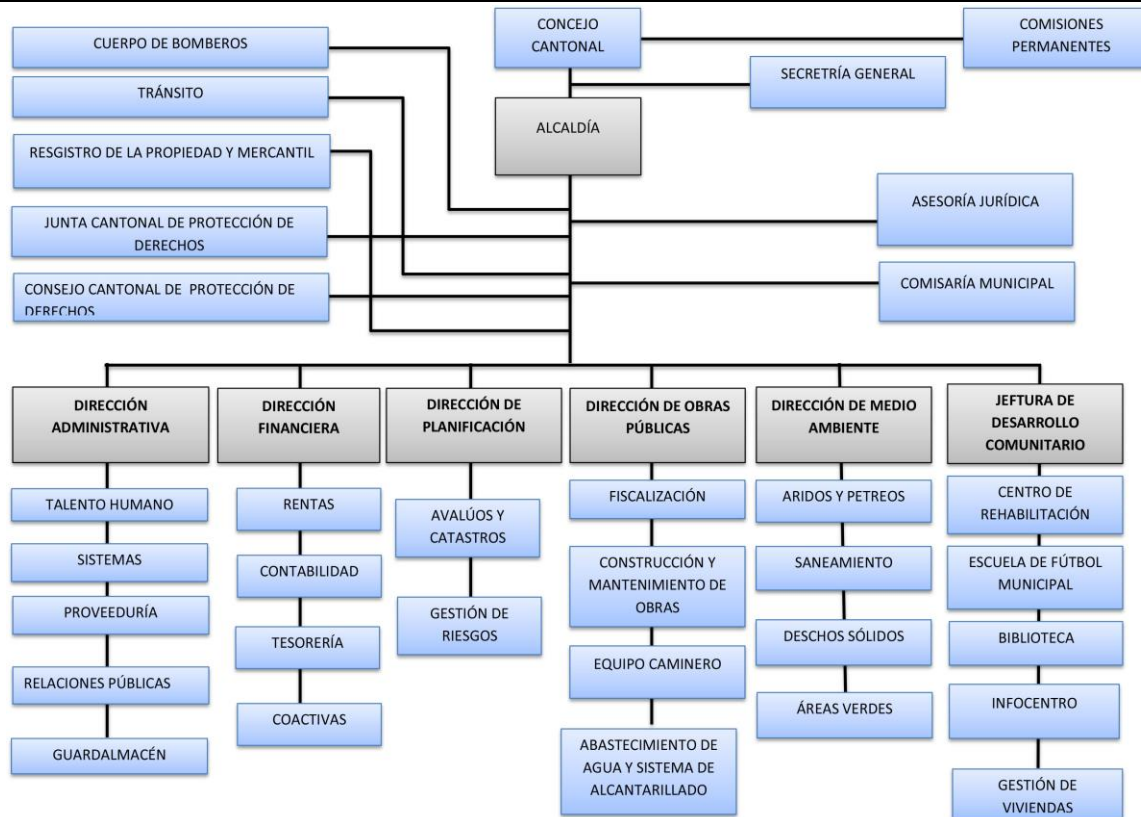 CONCEJO
CANTONAL
COMISIONES
PERMANENTES
CUERPO DE BOMBEROS
SECRETRÍA GENERAL
TRÁNSITO
ALCALDÍA
RESGISTRO DE LA PROPIEDAD Y MERCANTIL
ASESORÍA JURÍDICA
JUNTA CANTONAL DE PROTECCIÓN DE
DERECHOS
CONSEJO CANTONAL DE PROTECCIÓN DE
DERECHOS
COMISARÍA MUNICIPAL
DIRECCIÓN
ADMINISTRATIVA
TALENTO HUMANO
SISTEMAS
PROVEEDURÍA
RELACIONES PÚBLICAS
GUARDALMACÉN
DIRECCIÓN
FINANCIERA
RENTAS
CONTABILIDAD
TESORERÍA
COACTIVAS
DIRECCIÓN DE
PLANIFICACIÓN
AVALÚOS Y
CATASTROS
GESTIÓN DE
RIESGOS
DIRECCIÓN DE OBRAS
PÚBLICAS
FISCALIZACIÓN
CONSTRUCCIÓN Y
MANTENIMIENTO DE
OBRAS
EQUIPO CAMINERO
ABASTECIMIENTO DE
AGUA Y SISTEMA DE
ALCANTARILLADO
DIRECCIÓN DE MEDIO
AMBIENTE
ARIDOS Y PETREOS
SANEAMIENTO
DESCHOS SÓLIDOS
ÁREAS VERDES
JEFTURA DE
DESARROLLO
COMUNITARIO
CENTRO DE
REHABILITACIÓN
ESCUELA DE FÚTBOL
MUNICIPAL
BIBLIOTECA
INFOCENTRO
GESTIÓN DE
VIVIENDAS